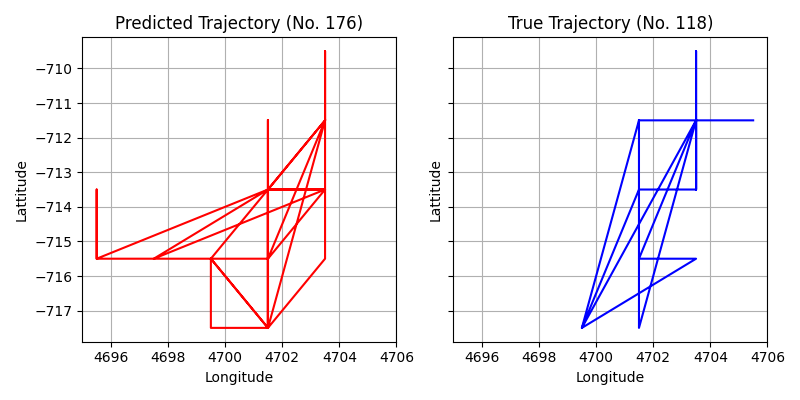 Predicted Trajectory (No. 176)
True Trajectory (No. 118)
−710
−711
−712
−713
−714
−715
−716
−717
Lattitude
Lattitude
4696 4698 4700 4702 4704 4706
4696 4698 4700 4702 4704 4706
Longitude
Longitude